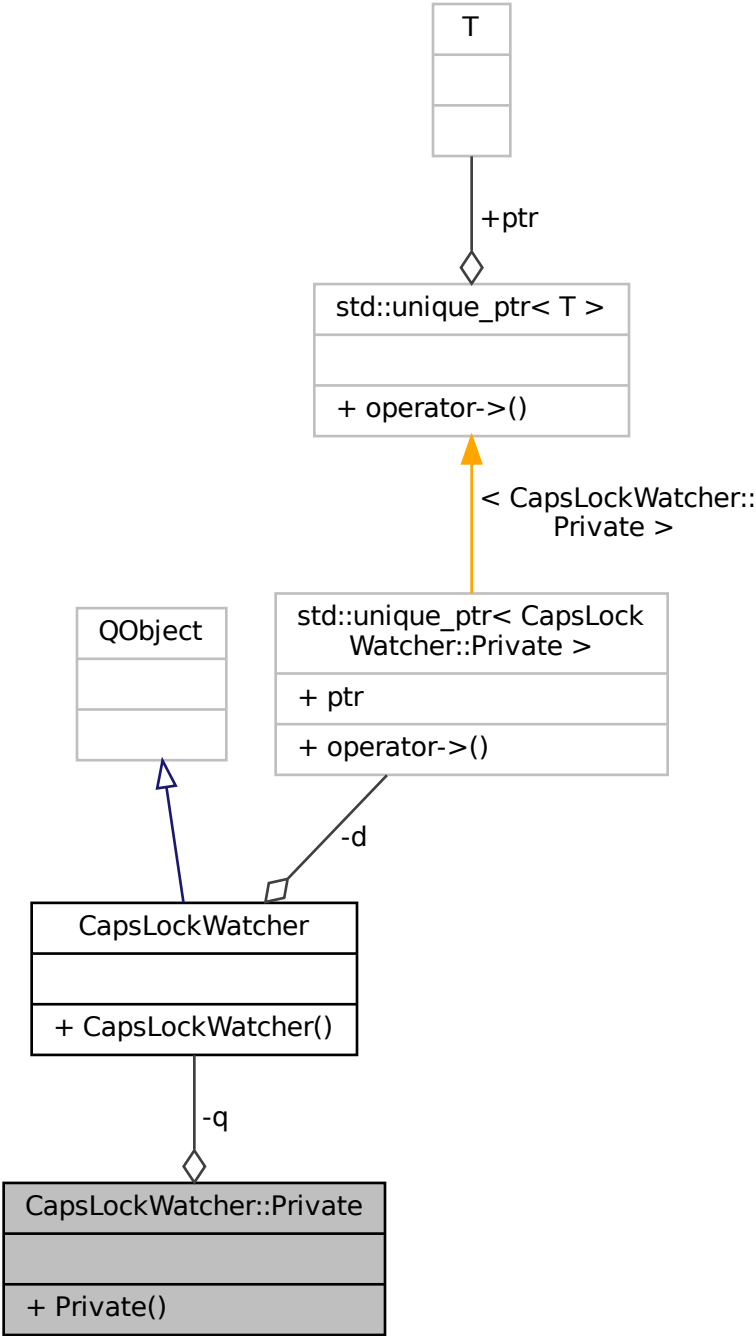 T
+ptr
std::unique_ptr< T >
+ operator->()
< CapsLockWatcher::
Private >
QObject
std::unique_ptr< CapsLock
Watcher::Private >
+ ptr
+ operator->()
-d
CapsLockWatcher
+ CapsLockWatcher()
-q
CapsLockWatcher::Private
+ Private()